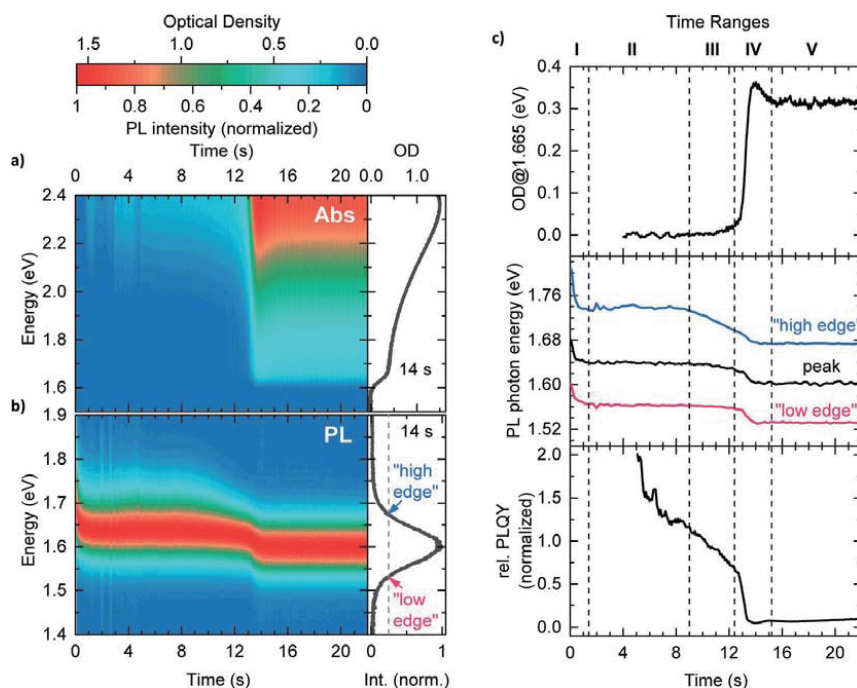 Optical Density
1.5 1.0 0.5 0.0
1 0.8 0.6 0.4 0.2 0
PL intensity (normalized)
a)
Time (s)
0 4 8 12 16 20
OD
0.0 1.0
2.4
2.2
2.0
1.8
1.6
Energy (eV)
Abs
14 s
b)
1.9
1.8
1.7
1.6
1.5
1.4
Energy (eV)
PL
14 s
"high
edge"
"low
edge"
0 4 8 12 16 20
Time (s)
0 1
Int. (norm.)
c)
Time Ranges
I II III IV V
0.4
0.3
0.2
0.1
0.0
OD@1.665 (eV)
1.76
1.68
1.60
1.52
PL photon energy (eV)
"high edge"
peak
"low edge"
2.0
1.5
1.0
0.5
0.0
rel. PLQY
(normalized)
0 4 8 12 16 20
Time (s)